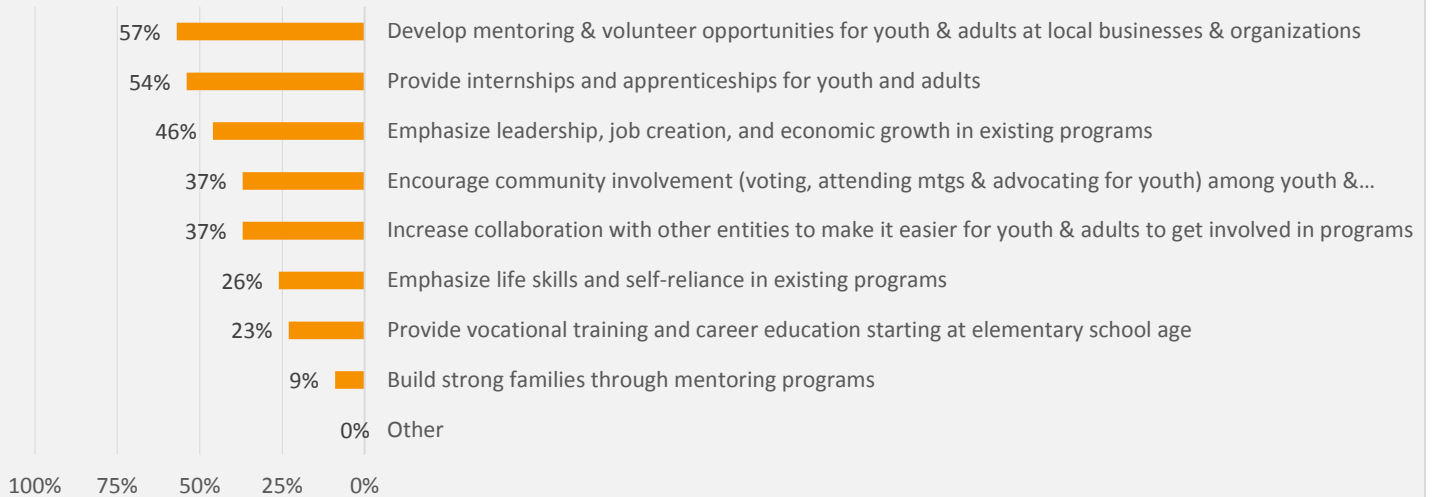 57% Develop mentoring & volunteer opportunities for youth & adults at local businesses & organizations
54% Provide internships and apprenticeships for youth and adults
46% Emphasize leadership, job creation, and economic growth in existing programs
37% Encourage community involvement (voting, attending mtgs & advocating for youth) among youth &...
37% Increase collaboration with other entities to make it easier for youth & adults to get involved in programs
26% Emphasize life skills and self-reliance in existing programs
23% Provide vocational training and career education starting at elementary school age
9% Build strong families through mentoring programs
0% Other
100% 75% 50% 25% 0%